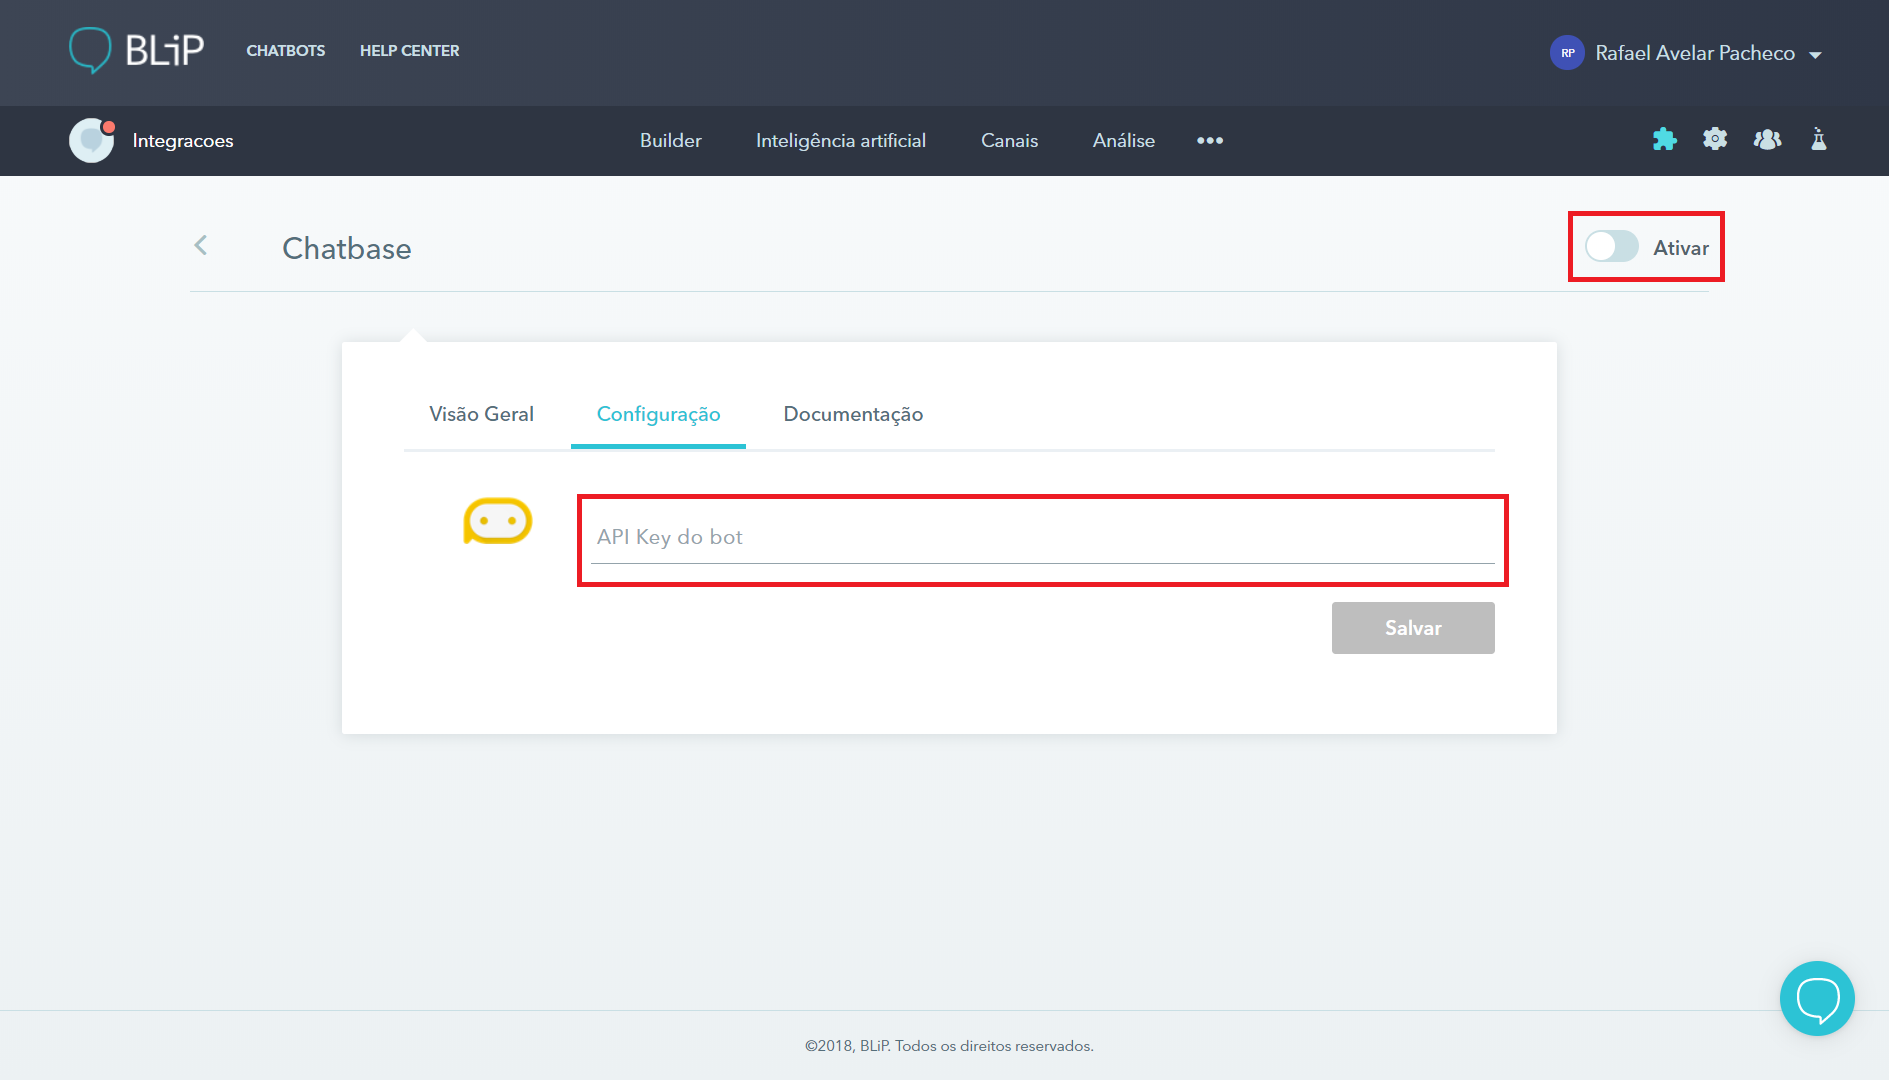 BLiP CHATBOTS HELP CENTER RP Rafael Avelar Pacheco
Integracoes Builder Inteligência artificial Canais Análise •••
Chatbase Ativar
Visão Geral Configuração Documentação
API Key do bot
Salvar
©2018, BLiP. Todos os direitos reservados.